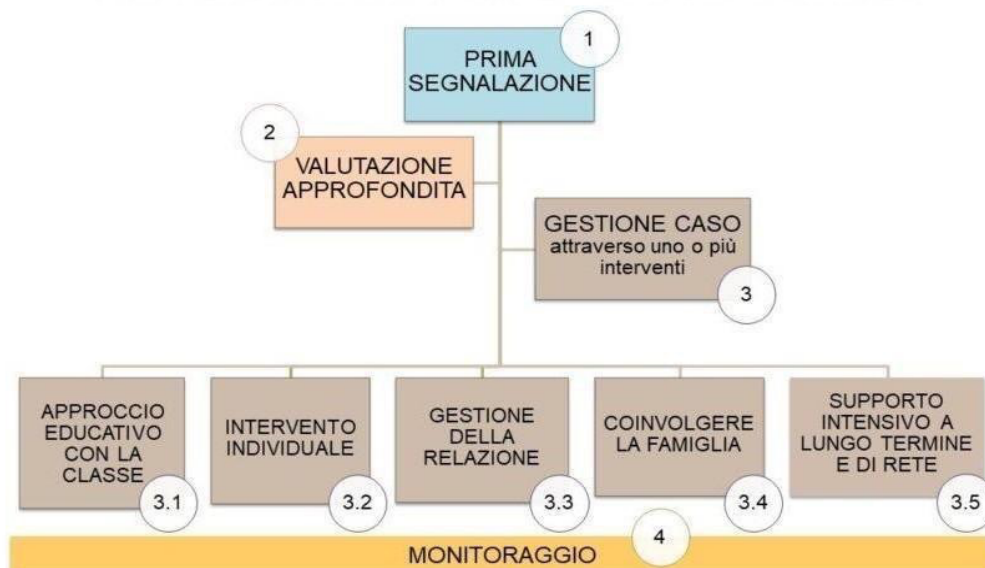 1
PRIMA
SEGNALAZIONE
2
VALUTAZIONE
APPROFONDITA
GESTIONE CASO
attraverso uno o più
interventi
3
APPROCCIO
EDUCATIVO
CON LA
CLASSE
3.1
INTERVENTO
INDIVIDUALE
3.2
GESTIONE
DELLA
RELAZIONE
3.3
COINVOLGERE
LA FAMIGLIA
3.4
SUPPORTO
INTENSIVO A
LUNGO TERMINE
E DI RETE
3.5
4
MONITORAGGIO